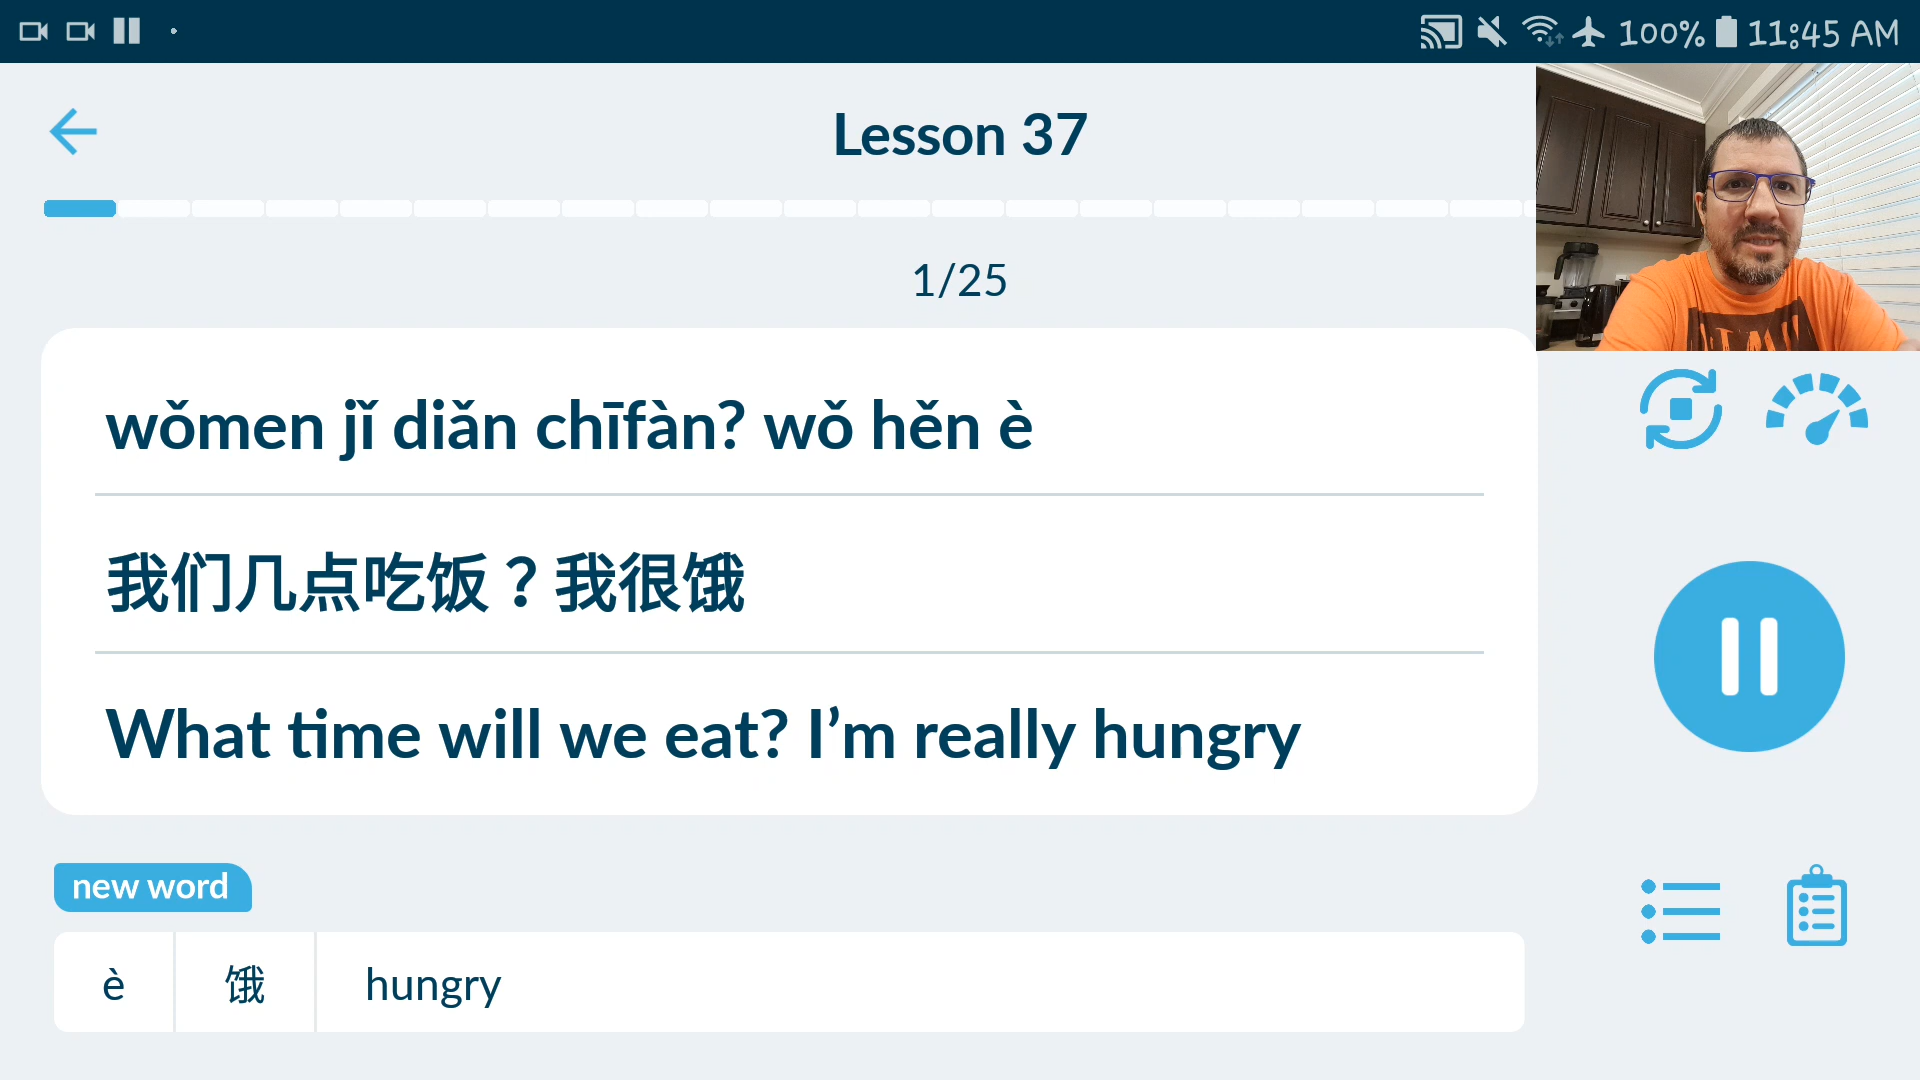 100% 11:45 AM
Lesson 37
1/25
wǒmen jǐ diǎn chīfàn? wǒ hěn è
我们几点吃饭？我很饿
What time will we eat? I’m really hungry
new word
è 饿 hungry